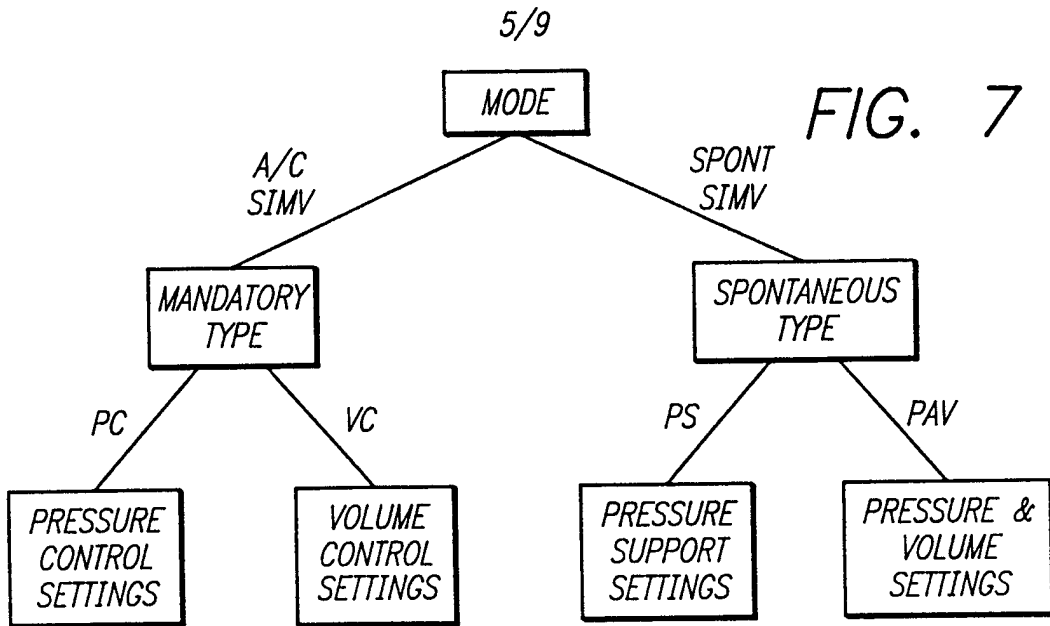 5/9
MODE
FIG. 7
A/C
SIMV
SPONT
SIMV
MANDATORY
TYPE
SPONTANEOUS
TYPE
PC
VC
PS
PAV
PRESSURE
CONTROL
SETTINGS
VOLUME
CONTROL
SETTINGS
PRESSURE
SUPPORT
SETTINGS
PRESSURE &
VOLUME
SETTINGS